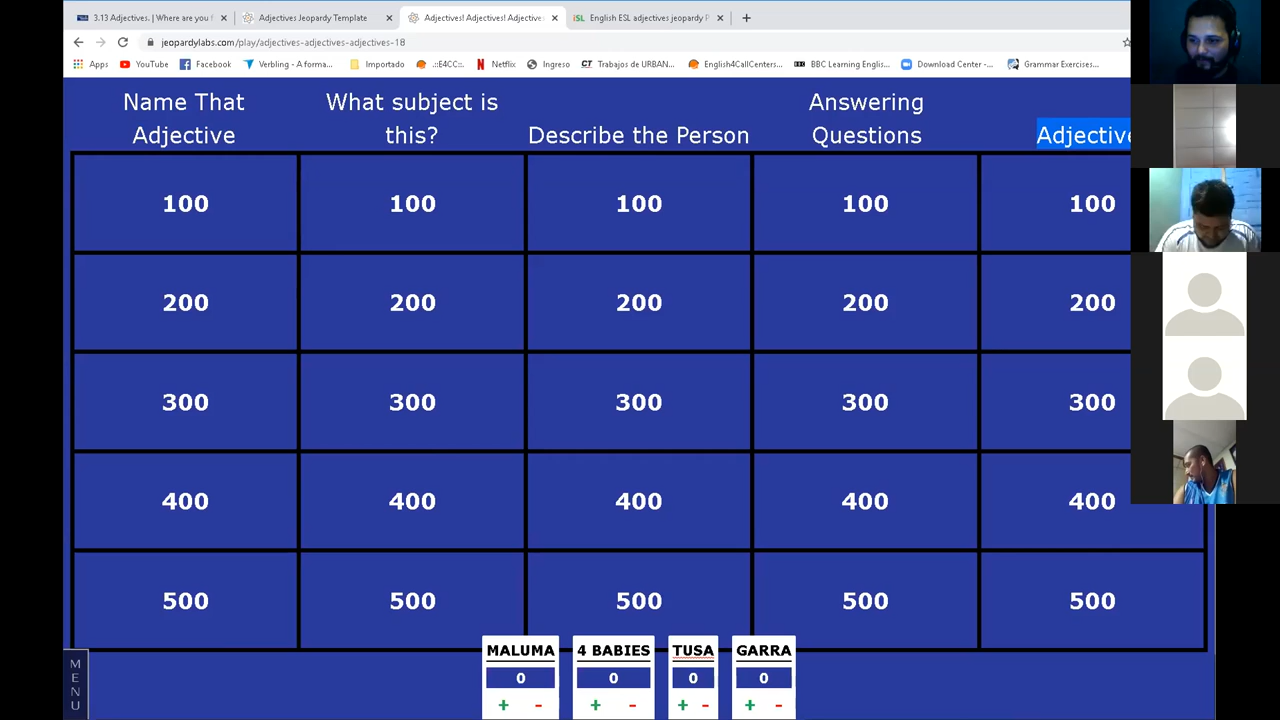 3.13 Adjectives. | Where are you f
Adjectives Jeopardy Template
Adjectives! Adjectives! Adjective
English ESL adjectives jeopardy P
jeopardylabs.com/play/adjectives-adjectives-adjectives-18
Apps
YouTube
Facebook
Verbling - A forma...
Importado
.::E4CC::.
Netflix
Ingreso
Trabajos de URBAN...
English4CallCenters...
BBC Learning Englis...
Download Center -...
Grammar Exercises...
Name That Adjective
What subject is this?
Describe the Person
Answering Questions
Adjective
100 100 100 100 100
200 200 200 200 200
300 300 300 300 300
400 400 400 400 400
500 500 500 500 500
MENU
MALUMA 4 BABIES TUSA GARRA
0 0 0 0
+ - + - + - + -